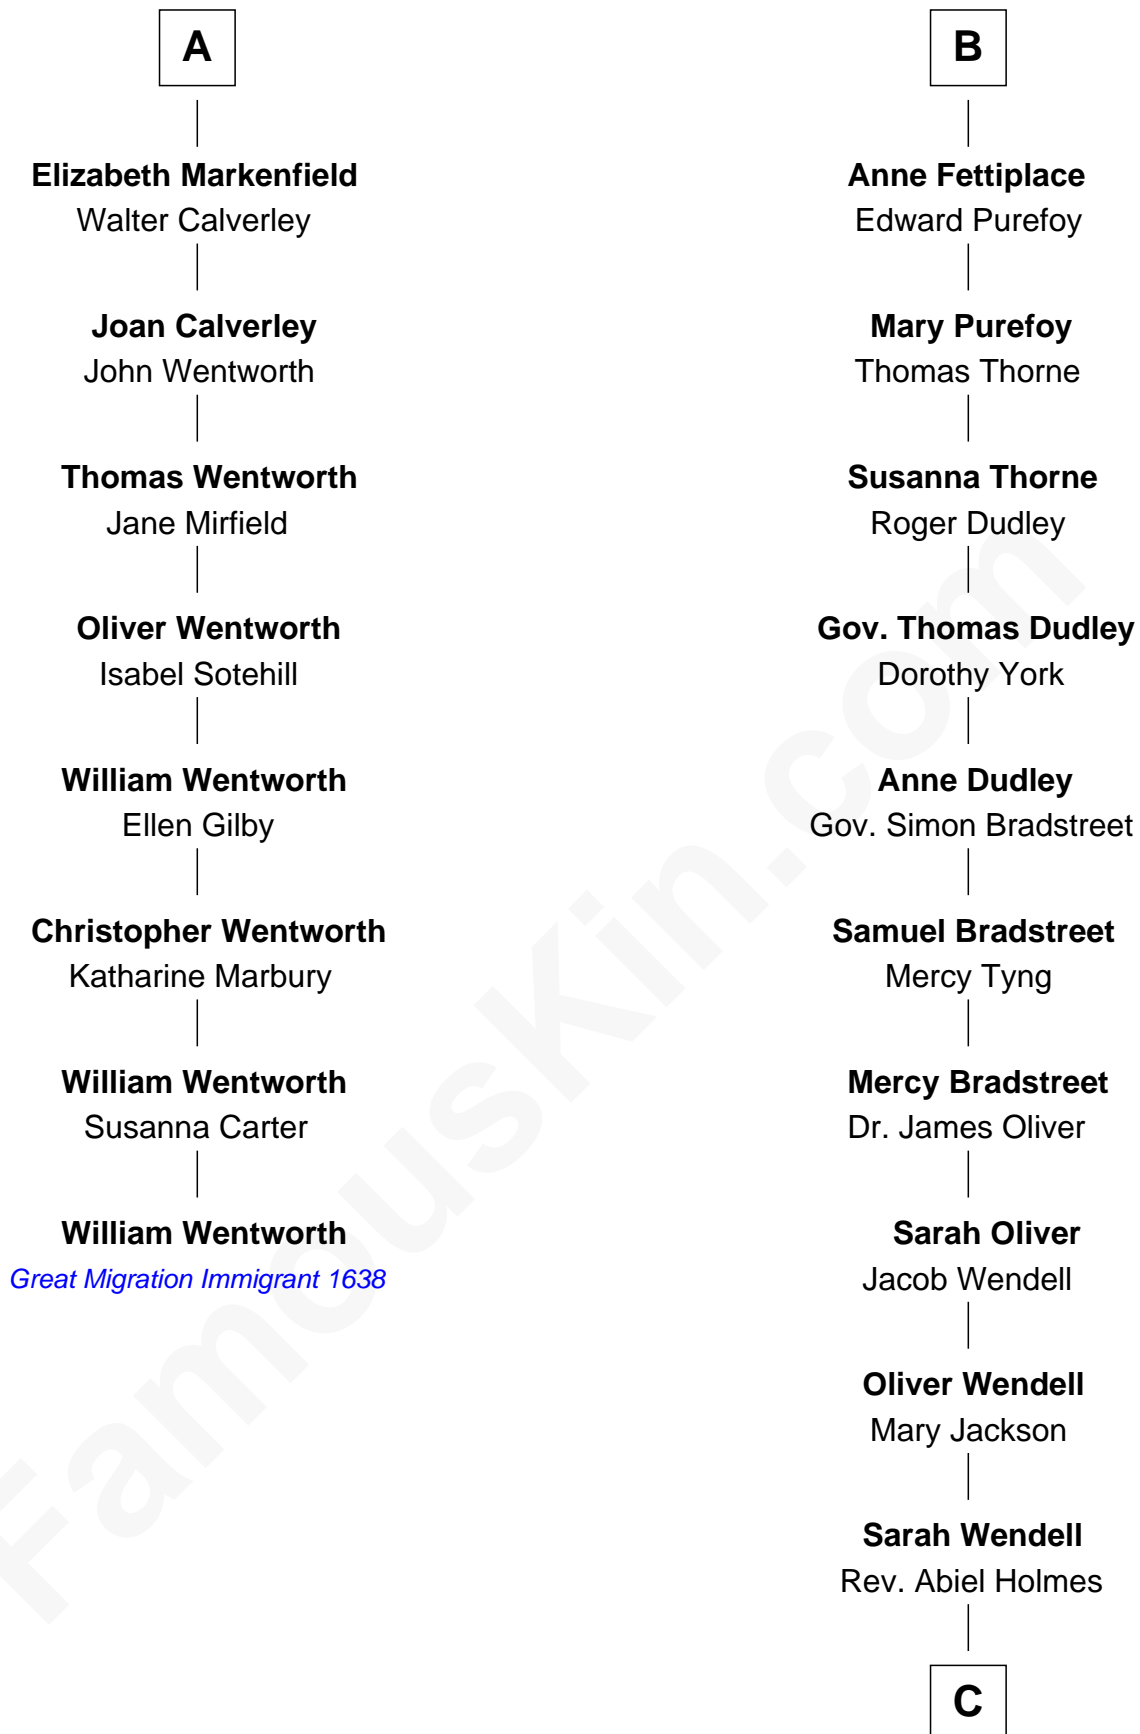 A
Elizabeth Markenfield
Walter Calverley
Joan Calverley
John Wentworth
Thomas Wentworth
Jane Mirfield
Oliver Wentworth
Isabel Sotehill
William Wentworth
Ellen Gilby
Christopher Wentworth
Katharine Marbury
William Wentworth
Susanna Carter
William Wentworth
Great Migration Immigrant 1638
B
Anne Fettiplace
Edward Purefoy
Mary Purefoy
Thomas Thorne
Susanna Thorne
Roger Dudley
Gov. Thomas Dudley
Dorothy York
Anne Dudley
Gov. Simon Bradstreet
Samuel Bradstreet
Mercy Tyng
Mercy Bradstreet
Dr. James Oliver
Sarah Oliver
Jacob Wendell
Oliver Wendell
Mary Jackson
Sarah Wendell
Rev. Abiel Holmes
C
FamousKin.com